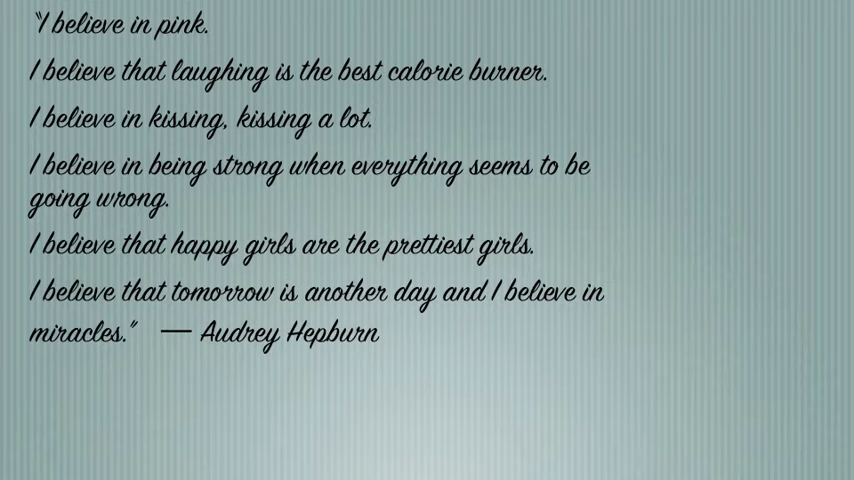 "I believe in pink.
I believe that laughing is the best calorie burner.
I believe in kissing, kissing a lot.
I believe in being strong when everything seems to be
going wrong.
I believe that happy girls are the prettiest girls.
I believe that tomorrow is another day and I believe in
miracles." — Audrey Hepburn